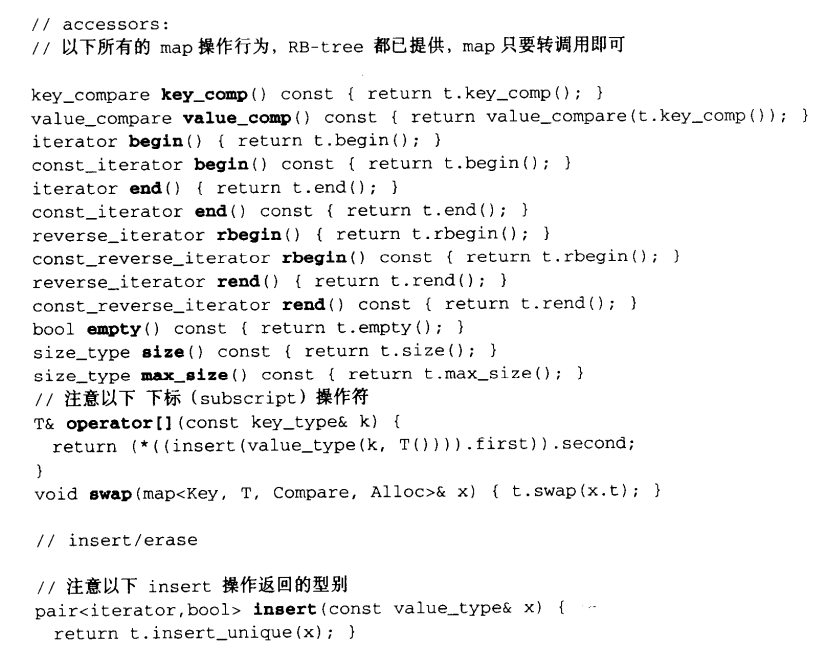 // accessors:
// 以下所有的 map 操作行为, RB-tree 都已提供, map 只要转调用即可
key_compare key_comp() const { return t.key_comp(); }
value_compare value_comp() const { return value_compare(t.key_comp()); }
iterator begin() { return t.begin(); }
const_iterator begin() const { return t.begin(); }
iterator end() { return t.end(); }
const_iterator end() const { return t.end(); }
reverse_iterator rbegin() { return t.rbegin(); }
const_reverse_iterator rbegin() const { return t.rbegin(); }
reverse_iterator rend() { return t.rend(); }
const_reverse_iterator rend() const { return t.rend(); }
bool empty() const { return t.empty(); }
size_type size() const { return t.size(); }
size_type max_size() const { return t.max_size(); }
// 注意以下 下标 (subscript) 操作符
T& operator[](const key_type& k) {
  return (*((insert(value_type(k, T()))).first)).second;
}
void swap(map<Key, T, Compare, Alloc>& x) { t.swap(x.t); }
// insert/erase
// 注意以下 insert 操作返回的型别
pair<iterator,bool> insert(const value_type& x) {
  return t.insert_unique(x); }